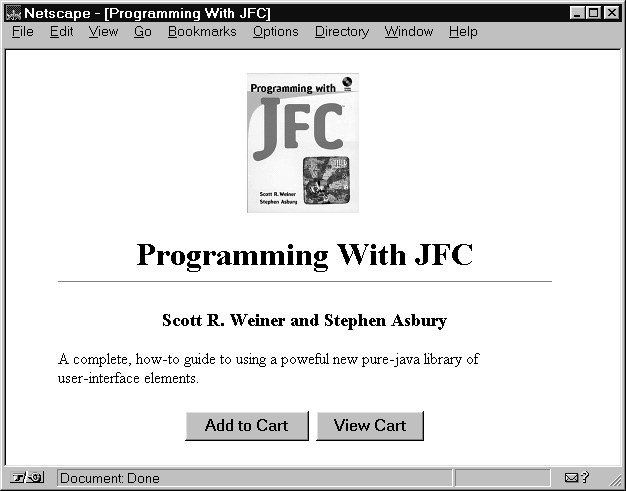 Netscape - [Programming With JFC]
File Edit View Go Bookmarks Options Directory Window Help
Programming with
JFC
Scott R. Weiner
Stephen Asbury
Programming With JFC
Scott R. Weiner and Stephen Asbury
A complete, how-to guide to using a poweful new pure-java library of
user-interface elements.
Add to Cart View Cart
Document: Done
?